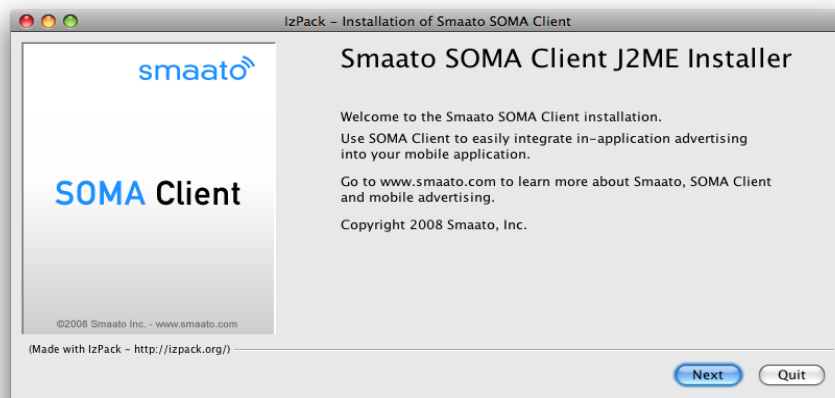 IzPack - Installation of Smaato SOMA Client
smaato
SOMA Client
©2008 Smaato Inc. - www.smaato.com
Smaato SOMA Client J2ME Installer
Welcome to the Smaato SOMA Client installation.
Use SOMA Client to easily integrate in-application advertising
into your mobile application.
Go to www.smaato.com to learn more about Smaato, SOMA Client
and mobile advertising.
Copyright 2008 Smaato, Inc.
(Made with IzPack - http://izpack.org/)
Next
Quit